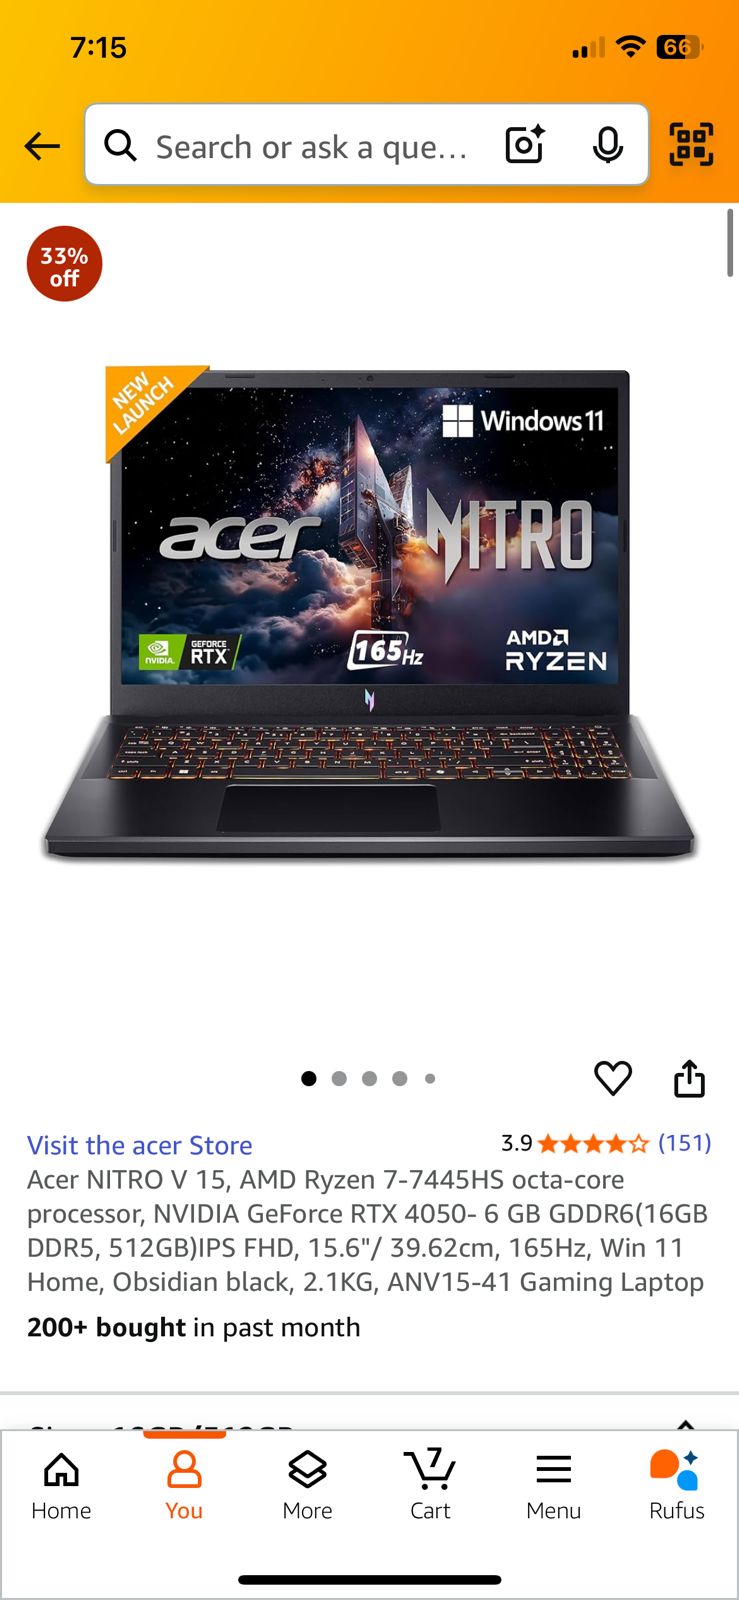 7:15
66
Search or ask a que...
33%
off
NEW
LAUNCH
Windows 11
acer
NITRO
NVIDIA.
GEFORCE
RTX
165Hz
AMD
RYZEN
Visit the acer Store
3.9
(151)
Acer NITRO V 15, AMD Ryzen 7-7445HS octa-core
processor, NVIDIA GeForce RTX 4050- 6 GB GDDR6(16GB
DDR5, 512GB)IPS FHD, 15.6"/ 39.62cm, 165Hz, Win 11
Home, Obsidian black, 2.1KG, ANV15-41 Gaming Laptop
200+ bought in past month
7
Home
You
More
Cart
Menu
Rufus